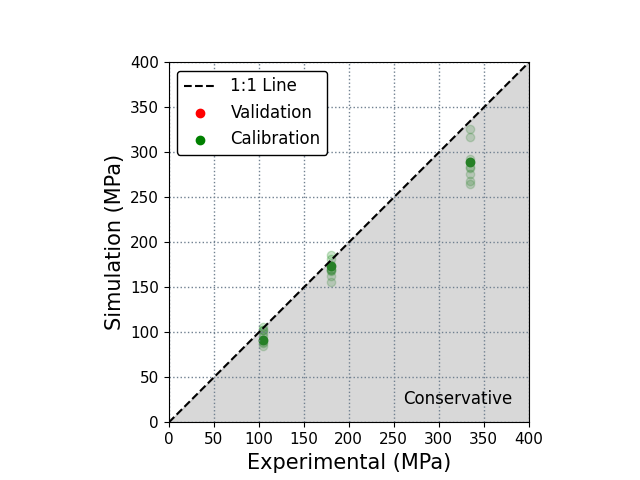 1:1 Line
Validation
Calibration
400
350
300
250
200
150
100
50
0
Simulation (MPa)
Conservative
0 50 100 150 200 250 300 350 400
Experimental (MPa)